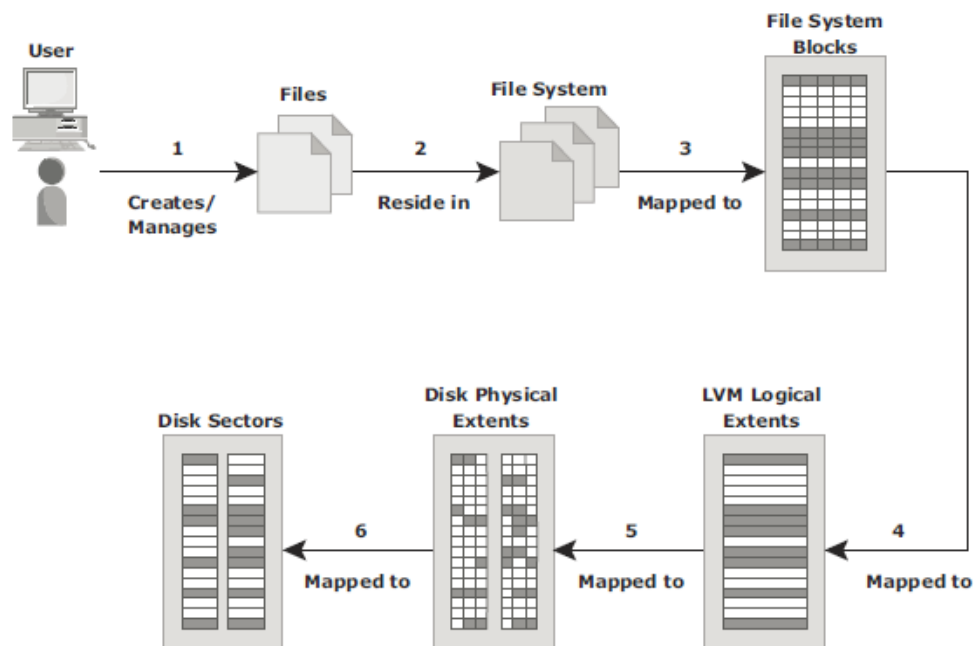 User
1
Creates/
Manages
Files
2
Reside in
File System
3
Mapped to
File System
Blocks
4
Mapped to
LVM Logical
Extents
5
Mapped to
Disk Physical
Extents
6
Mapped to
Disk Sectors